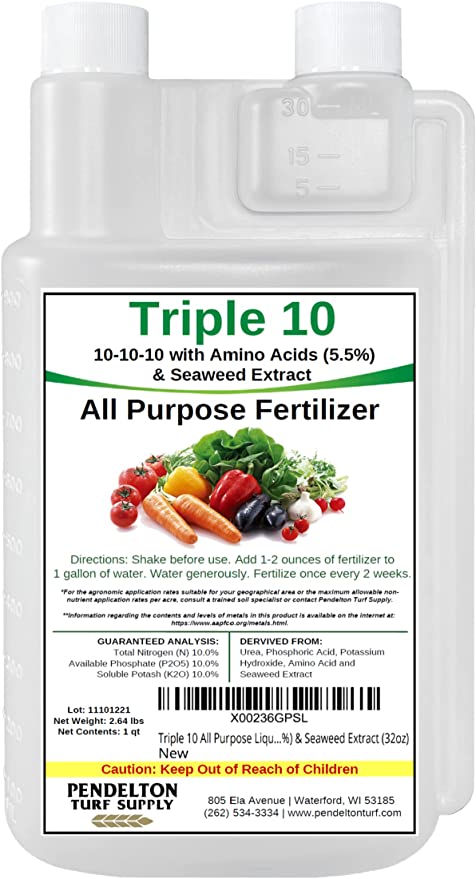 30
15
5
Triple 10
10-10-10 with Amino Acids (5.5%)
& Seaweed Extract
All Purpose Fertilizer
Directions: Shake before use. Add 1-2 ounces of fertilizer to
1 gallon of water. Water generously. Fertilize once every 2 weeks.
*For the agronomic application rates suitable for your geographical area or the maximum allowable non-
nutrient application rates per acre, consult a trained soil specialist or contact Pendelton Turf Supply.
**Information regarding the contents and levels of metals in this product is available on the internet at:
https://www.aapfco.org/metals.html.
GUARANTEED ANALYSIS:
Total Nitrogen (N) 10.0%
Available Phosphate (P2O5) 10.0%
Soluble Potash (K2O) 10.0%
DERIVED FROM:
Urea, Phosphoric Acid, Potassium
Hydroxide, Amino Acid and
Seaweed Extract
Lot: 11101221
Net Weight: 2.64 lbs
Net Contents: 1 qt
X00236GPSL
Triple 10 All Purpose Liqu...%) & Seaweed Extract (32oz)
New
Caution: Keep Out of Reach of Children
PENDELTON
TURF SUPPLY
805 Ela Avenue | Waterford, WI 53185
(262) 534-3334 | www.pendeltonturf.com